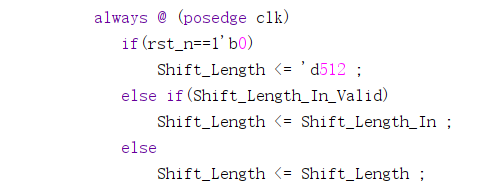 always @ (posedge clk)
if(rst_n==1'b0)
Shift_Length <= 'd512 ;
else if(Shift_Length_In_Valid)
Shift_Length <= Shift_Length_In ;
else
Shift_Length <= Shift_Length ;